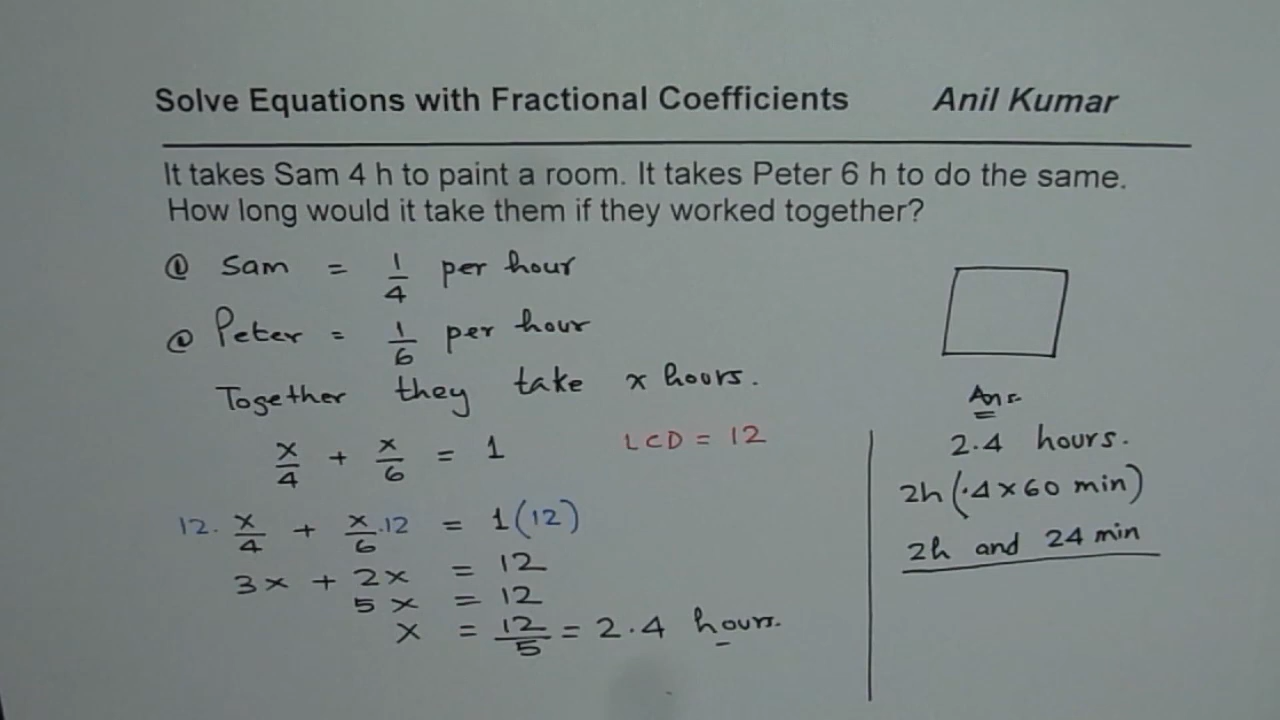 Solve Equations with Fractional Coefficients Anil Kumar
It takes Sam 4 h to paint a room. It takes Peter 6 h to do the same.
How long would it take them if they worked together?
@ Sam = 1/4 per hour
@ Peter = 1/6 per hour
Together they take x hours.
x/4 + x/6 = 1 LCD = 12
12. x/4 + x/6 .12 = 1(12)
3x + 2x = 12
5x = 12
x = 12/5 = 2.4 hours.
Ans.
2.4 hours.
2h (.4 x 60 min)
2h and 24 min